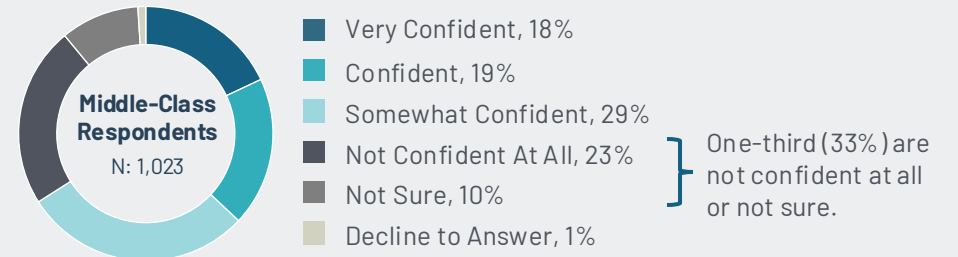 Middle-Class
Respondents
N: 1,023
Very Confident, 18%
Confident, 19%
Somewhat Confident, 29%
Not Confident At All, 23%
Not Sure, 10%
Decline to Answer, 1%
One-third (33%) are
not confident at all
or not sure.